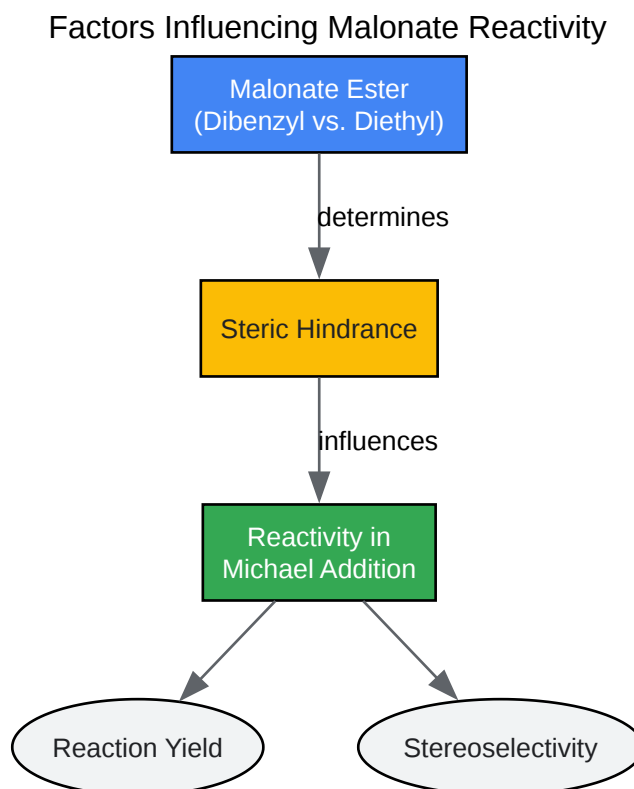 Factors Influencing Malonate Reactivity
Malonate Ester
(Dibenzyl vs. Diethyl)
determines
Steric Hindrance
influences
Reactivity in
Michael Addition
Reaction Yield
Stereoselectivity